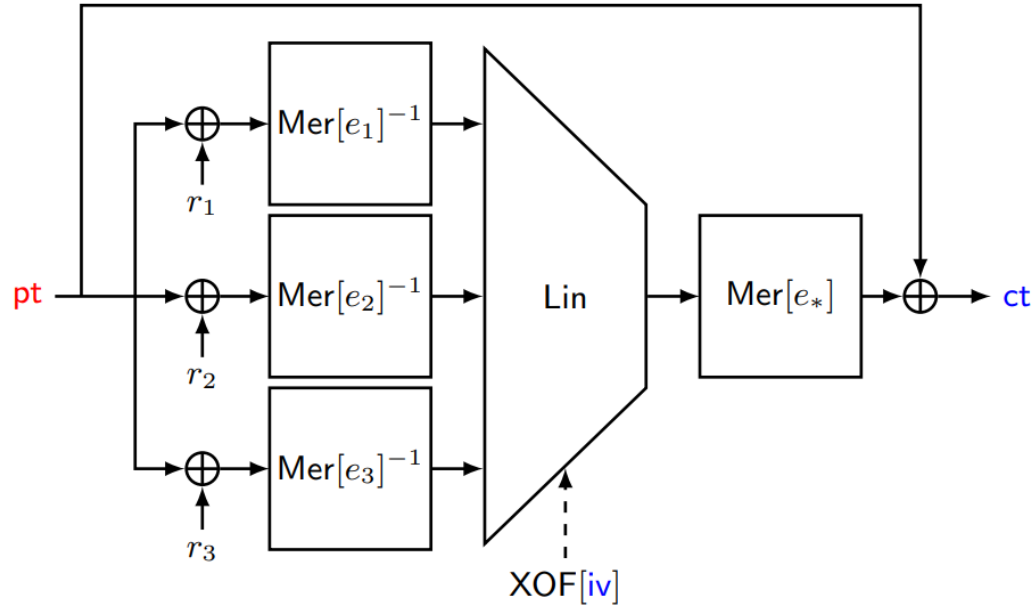 Mer[e₁]⁻¹
r₁
pt
Mer[e₂]⁻¹
Lin
Mer[e∗]
ct
r₂
Mer[e₃]⁻¹
r₃
XOF[iv]